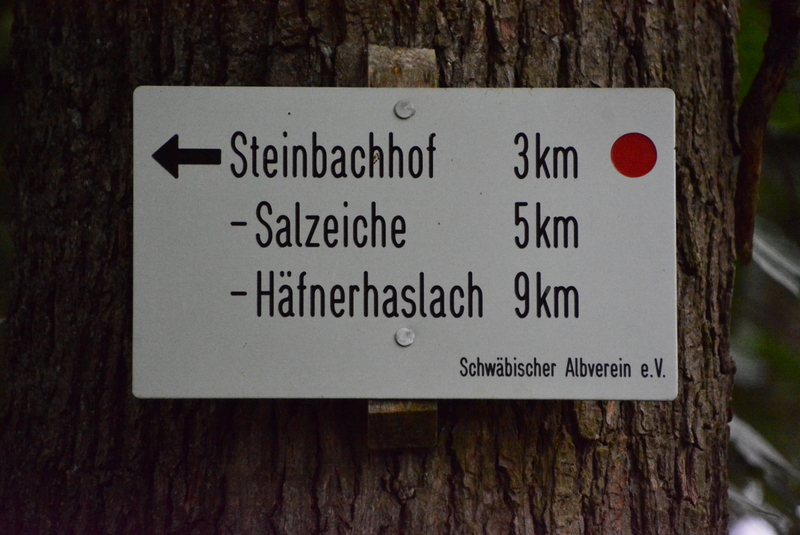 Steinbachhof 3km
-Salzeiche 5km
-Häfnerhaslach 9km
Schwäbischer Albverein e.V.